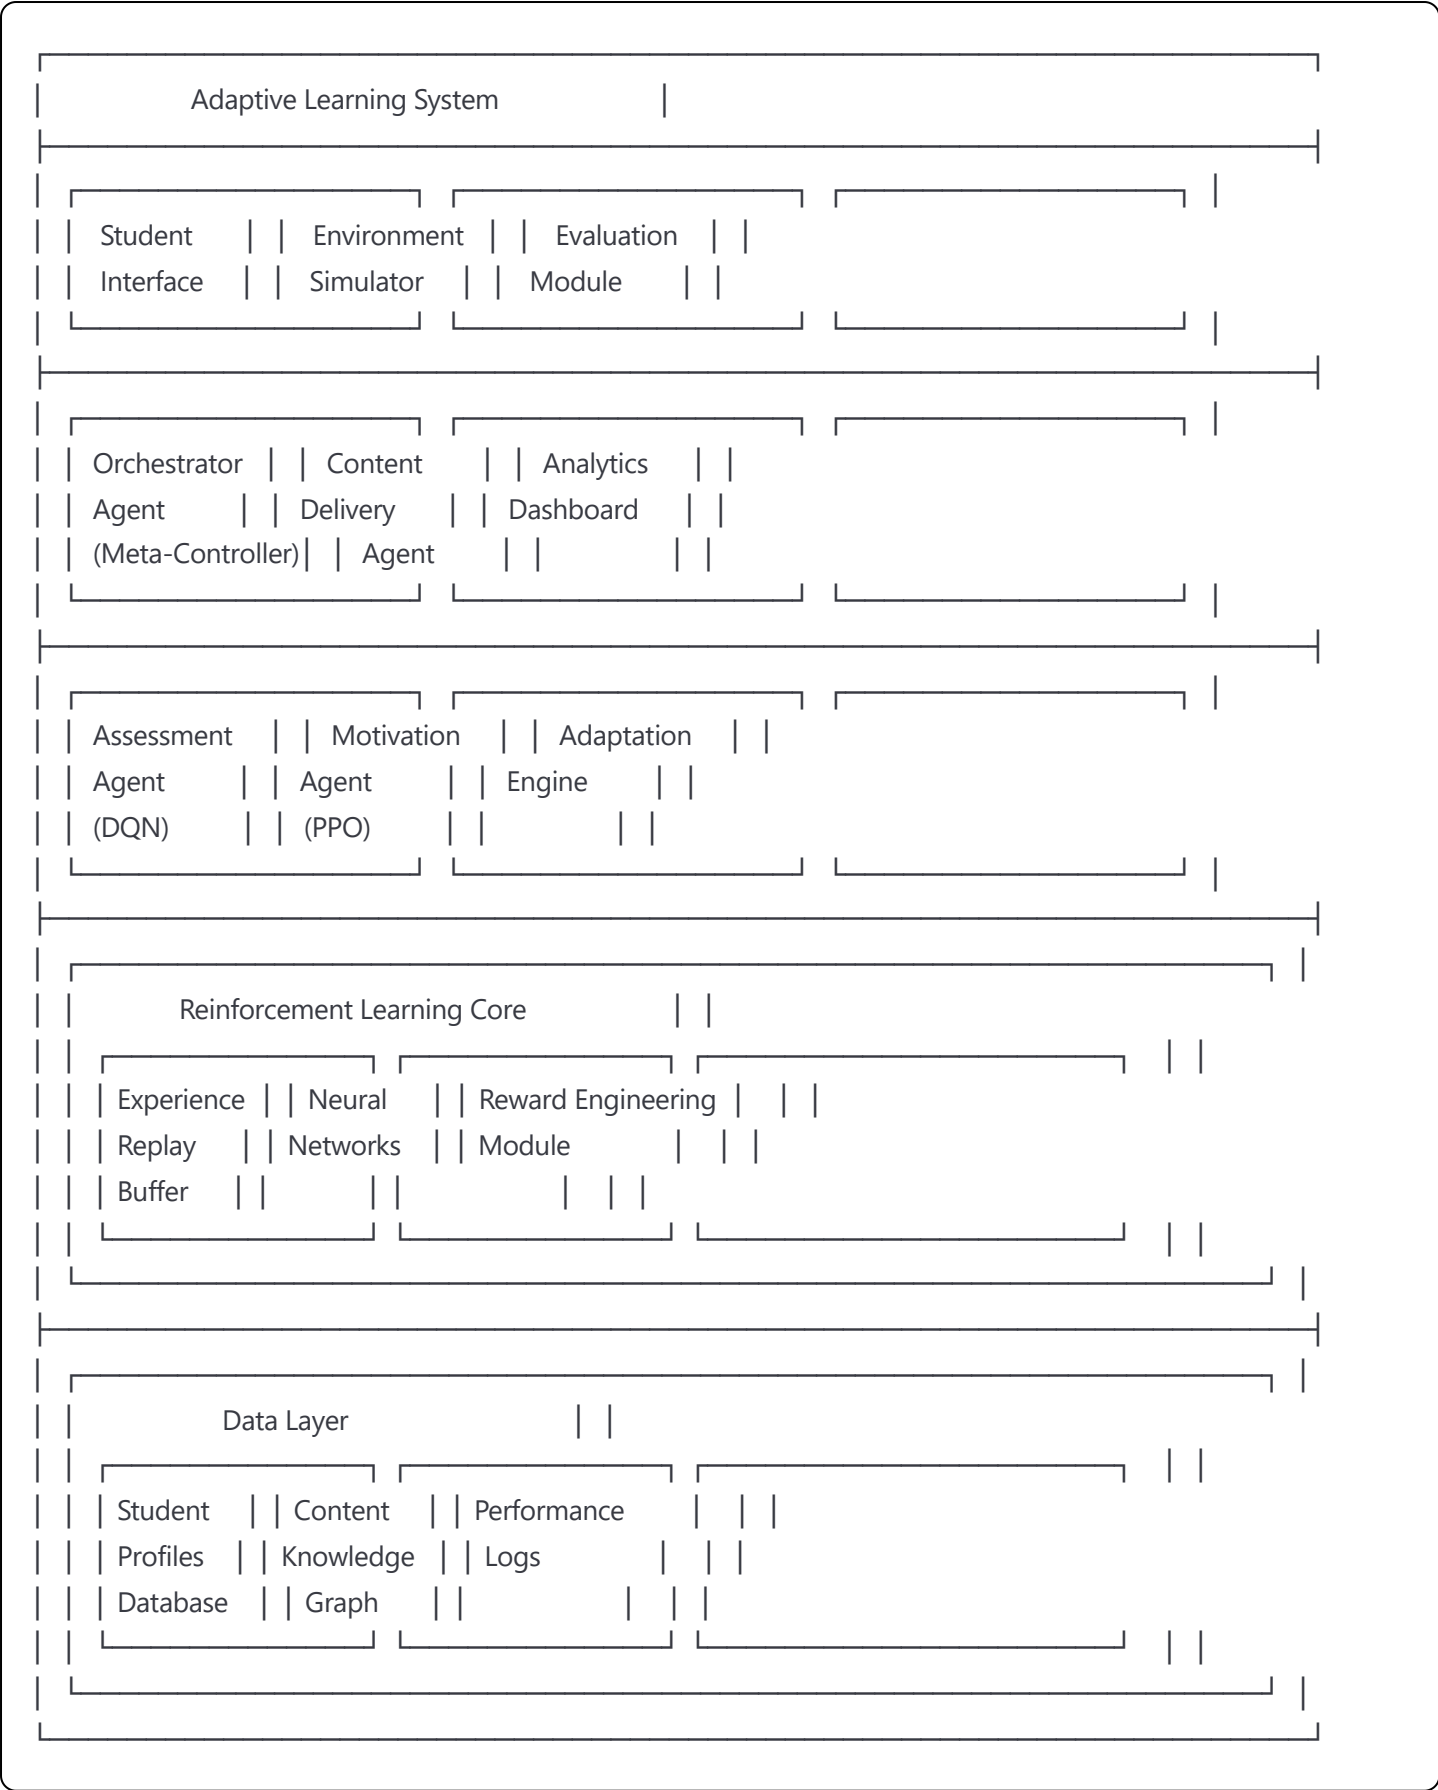 Adaptive Learning System
Student Environment Evaluation
Interface Simulator Module
Orchestrator Content Analytics
Agent Delivery Dashboard
(Meta-Controller) Agent
Assessment Motivation Adaptation
Agent Agent Engine
(DQN) (PPO)
Reinforcement Learning Core
Experience Neural Reward Engineering
Replay Networks Module
Buffer
Data Layer
Student Content Performance
Profiles Knowledge Logs
Database Graph